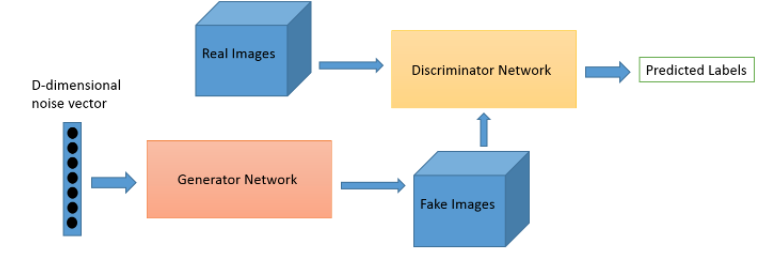 Real Images
Discriminator Network
Predicted Labels
D-dimensional
noise vector
Generator Network
Fake Images